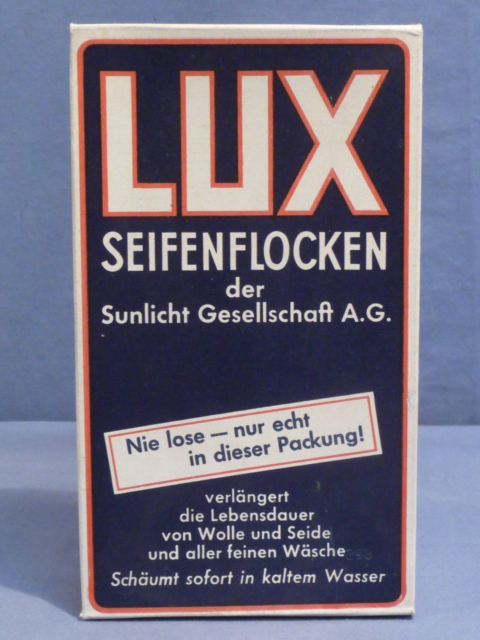 LUX
SEIFENFLOCKEN
der
Sunlicht Gesellschaft A.G.
Nie lose – nur echt
in dieser Packung!
verlängert
die Lebensdauer
von Wolle und Seide
und aller feinen Wäsche
Schäumt sofort in kaltem Wasser